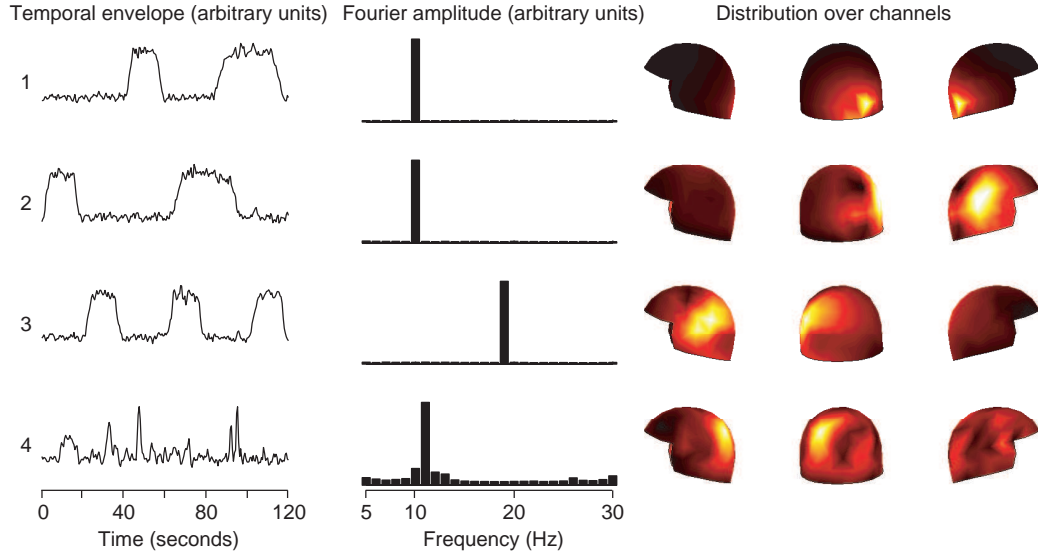 Temporal envelope (arbitrary units) Fourier amplitude (arbitrary units) Distribution over channels
1
2
3
4
0 40 80 120 5 10 20 30
Time (seconds) Frequency (Hz)